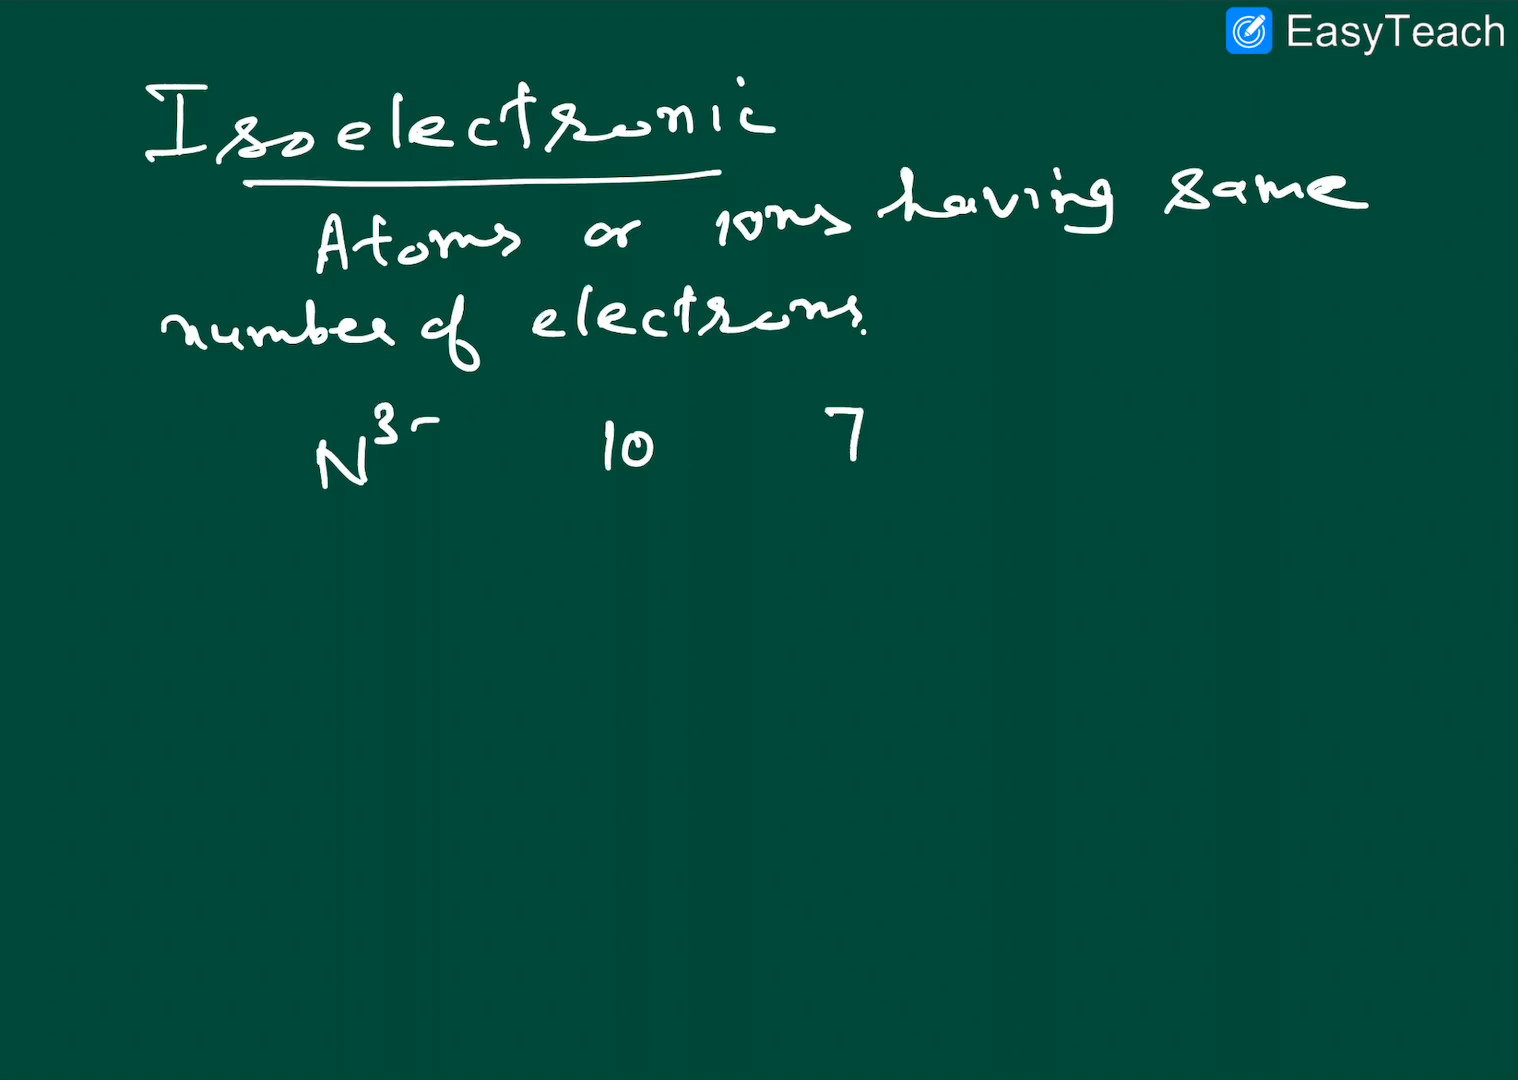 EasyTeach
Isoelectronic
Atoms or ions having same
number of electrons.
N³⁻ 10 7